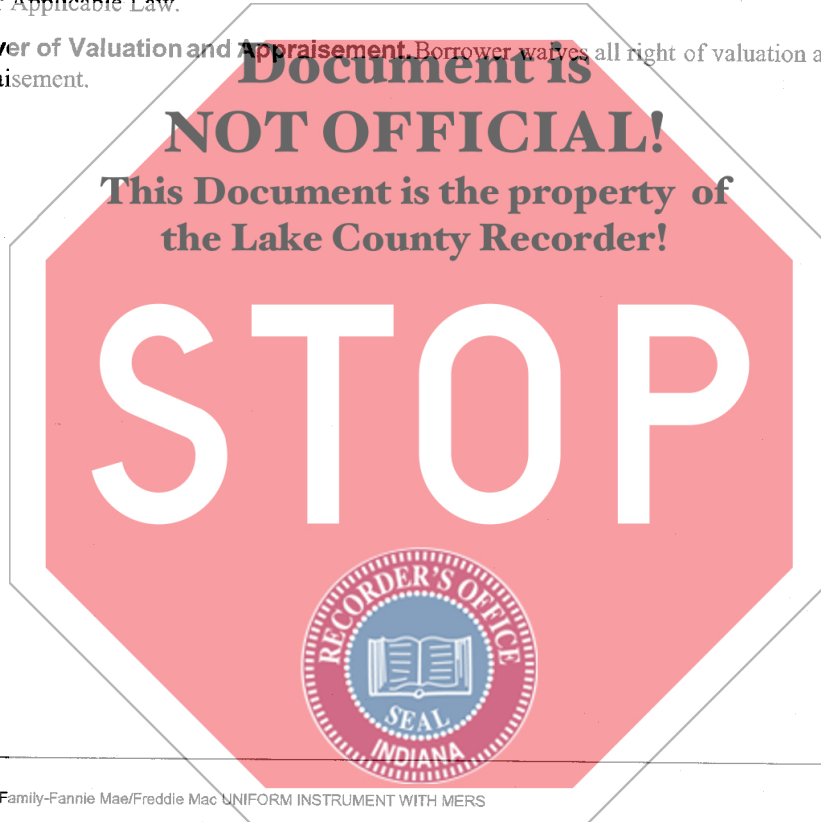 Applicable Law.
er of Valuation and Appraisement. Borrower waives all right of valuation a
isement.
Document is
NOT OFFICIAL!
This Document is the property of
the Lake County Recorder!
STOP
RECORDER'S OFFICE
SEAL
INDIANA
Family-Fannie Mae/Freddie Mac UNIFORM INSTRUMENT WITH MERS